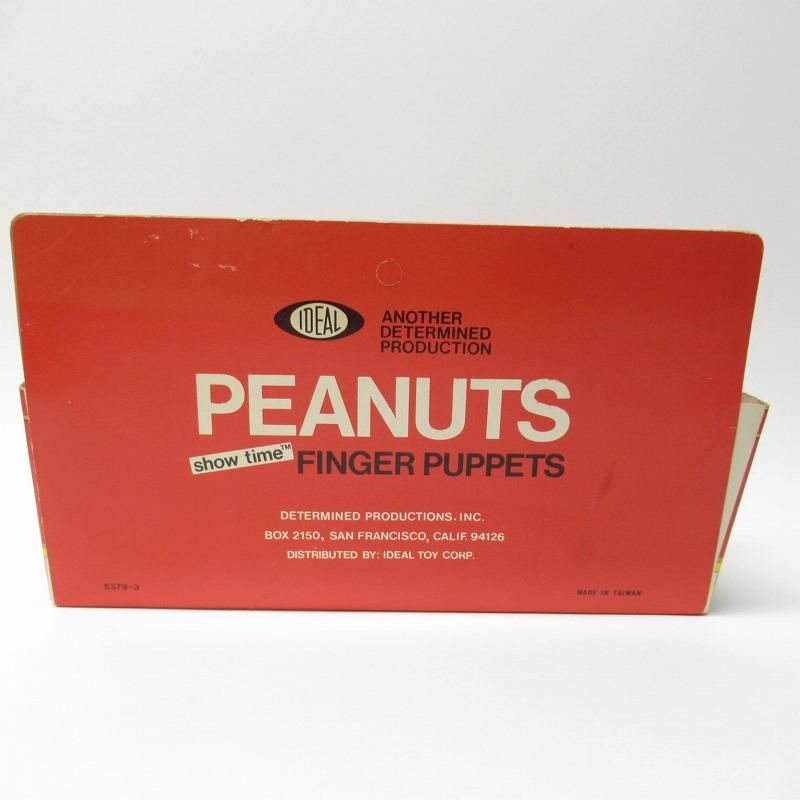 IDEAL
ANOTHER
DETERMINED
PRODUCTION
PEANUTS
show time™ FINGER PUPPETS
DETERMINED PRODUCTIONS, INC.
BOX 2150, SAN FRANCISCO, CALIF. 94126
DISTRIBUTED BY: IDEAL TOY CORP.
5379-3
MADE IN TAIWAN